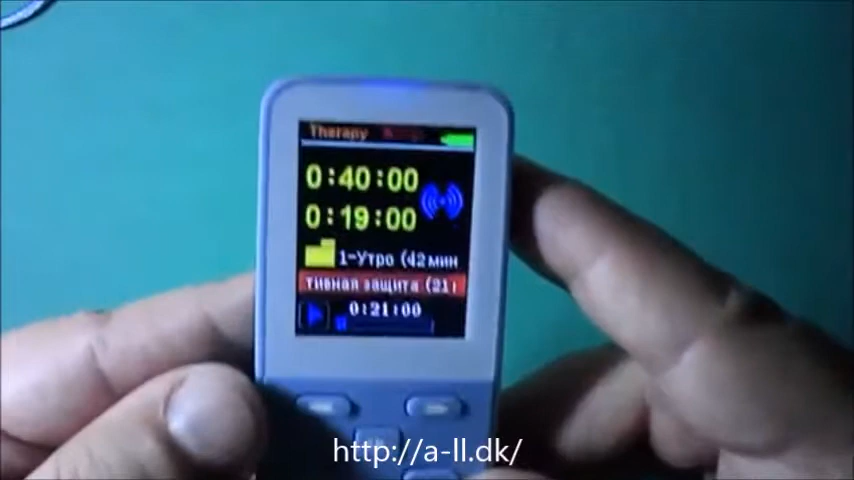 Therapy
0:40:00
0:19:00
1-Утро (42мин
тивная защита (21:
0:21:00
http://a-ll.dk/